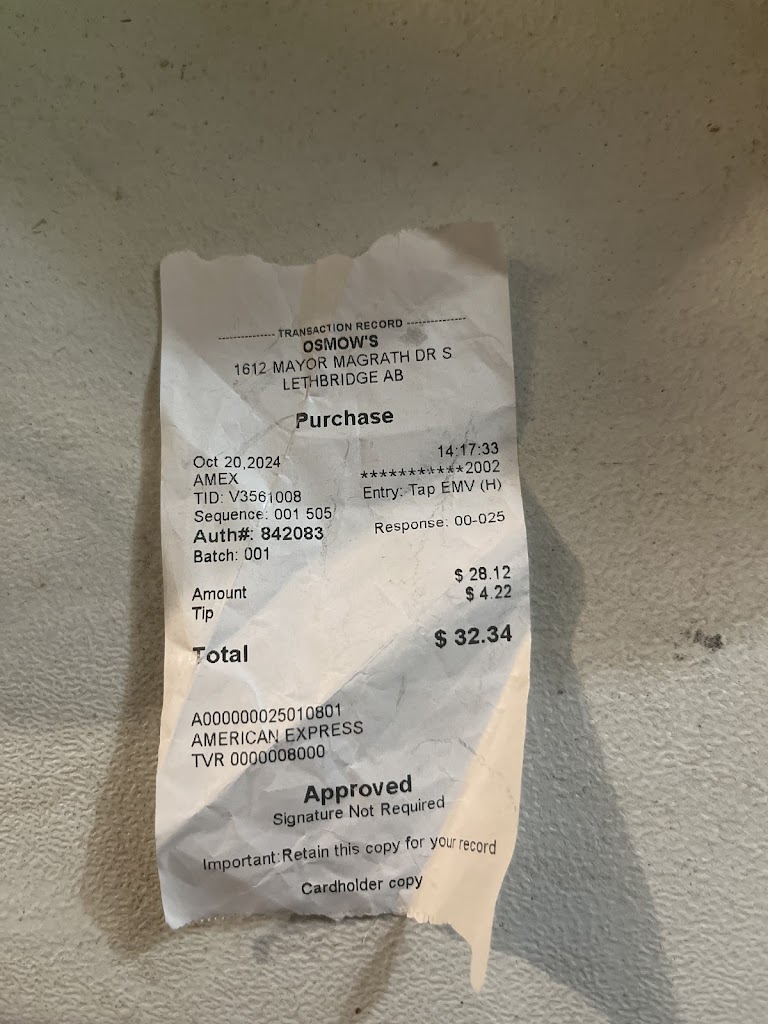 -------------- TRANSACTION RECORD --------------
OSMOW'S
1612 MAYOR MAGRATH DR S
LETHBRIDGE AB
Purchase
Oct 20,2024 14:17:33
AMEX ***********2002
TID: V3561008 Entry: Tap EMV (H)
Sequence: 001 505
Auth#: 842083 Response: 00-025
Batch: 001
Amount $ 28.12
Tip $ 4.22
Total $ 32.34
A000000025010801
AMERICAN EXPRESS
TVR 0000008000
Approved
Signature Not Required
Important:Retain this copy for your record
Cardholder copy